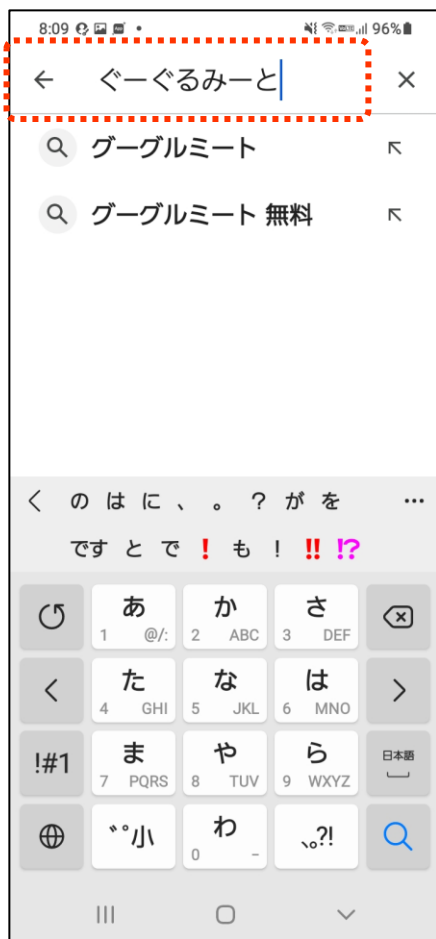 8:09 96%
ぐーぐるみーと
グーグルミート
グーグルミート 無料
の は に 、 。 ? が を …
です と で ❗ も ! ‼ ⁉
あ 1 @/: か 2 ABC さ 3 DEF
た 4 GHI な 5 JKL は 6 MNO
!#1 ま 7 PQRS や 8 TUV ら 9 WXYZ 日本語
゛゜小 わ 0 - 、。?!